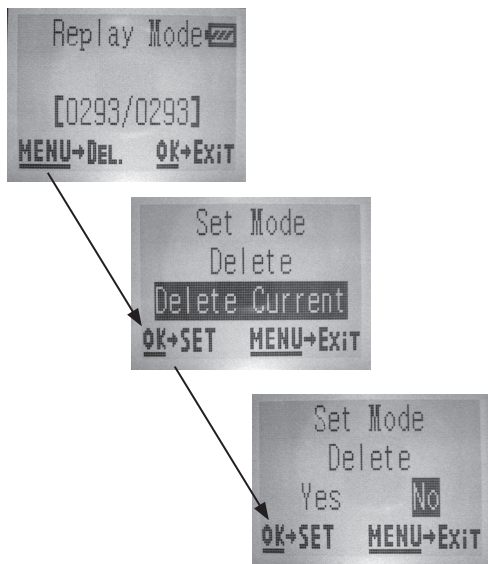 Replay Mode
[0293/0293]
MENU→DEL. OK→EXiT
Set Mode
Delete
Delete Current
OK→SET MENU→EXiT
Set Mode
Delete
Yes No
OK→SET MENU→EXiT